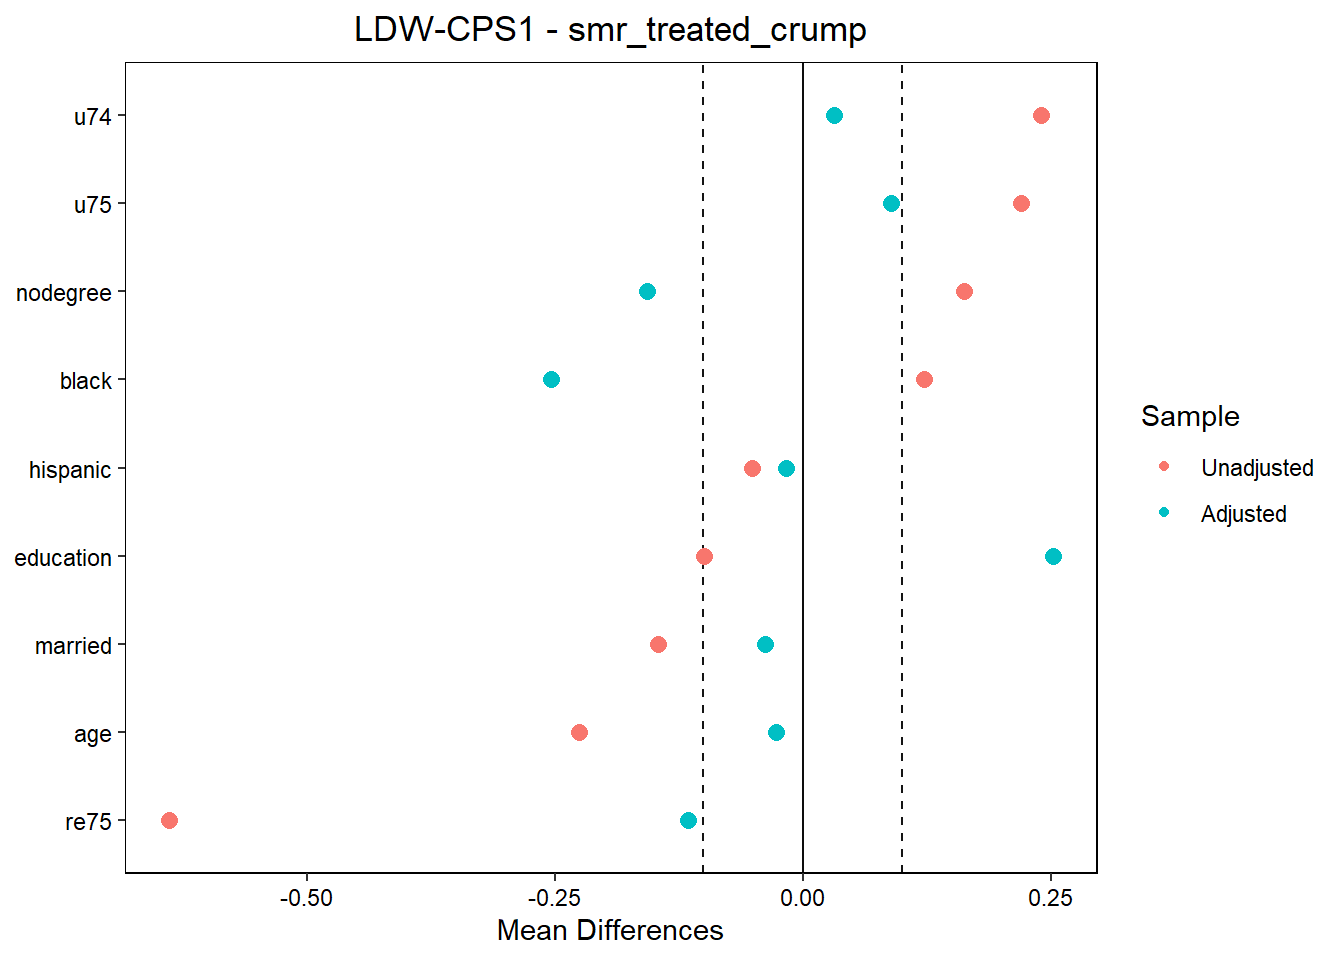 LDW-CPS1 - smr_treated_crump
u74
u75
nodegree
black
hispanic
education
married
age
re75
-0.50
-0.25
0.00
0.25
Mean Differences
Sample
Unadjusted
Adjusted